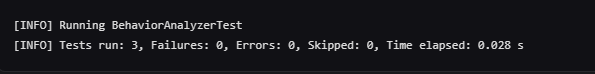 [INFO] Running BehaviorAnalyzerTest
[INFO] Tests run: 3, Failures: 0, Errors: 0, Skipped: 0, Time elapsed: 0.028 s